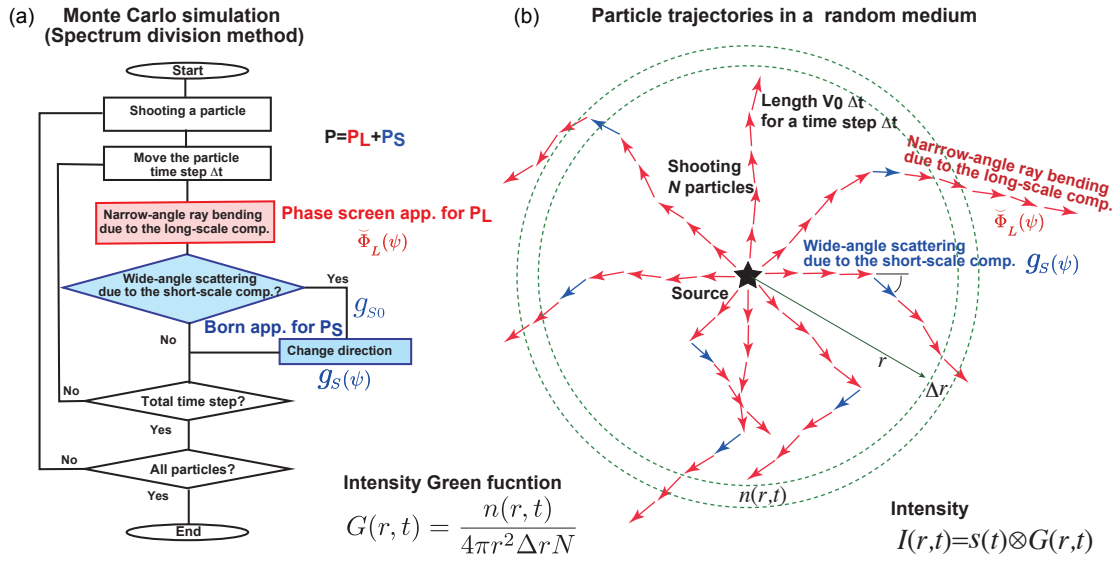 (a)
Monte Carlo simulation
(Spectrum division method)
Start
Shooting a particle
Move the particle
time step Δt
P=PL+PS
Narrow-angle ray bending
due to the long-scale comp.
Phase screen app. for PL
Φ̆_L(ψ)
Wide-angle scattering
due to the short-scale comp.?
Yes
g_S0
Born app. for PS
No
Change direction
g_S(ψ)
No
Total time step?
Yes
No
All particles?
Yes
End
Intensity Green fucntion
G(r, t) = n(r, t) / 4πr²ΔrN
(b)
Particle trajectories in a random medium
Length V0 Δt
for a time step Δt
Shooting
N particles
Narrrow-angle ray bending
due to the long-scale comp.
Φ̆_L(ψ)
Wide-angle scattering
due to the short-scale comp.
g_S(ψ)
Source
r
Δr
n(r,t)
Intensity
I(r,t)=s(t)⊗G(r,t)